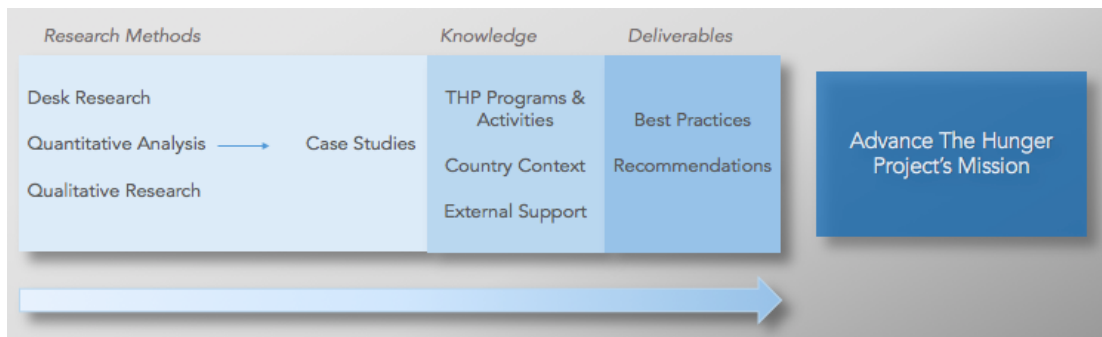 Research Methods
Knowledge
Deliverables
Desk Research
Quantitative Analysis
Qualitative Research
Case Studies
THP Programs &
Activities
Country Context
External Support
Best Practices
Recommendations
Advance The Hunger
Project's Mission